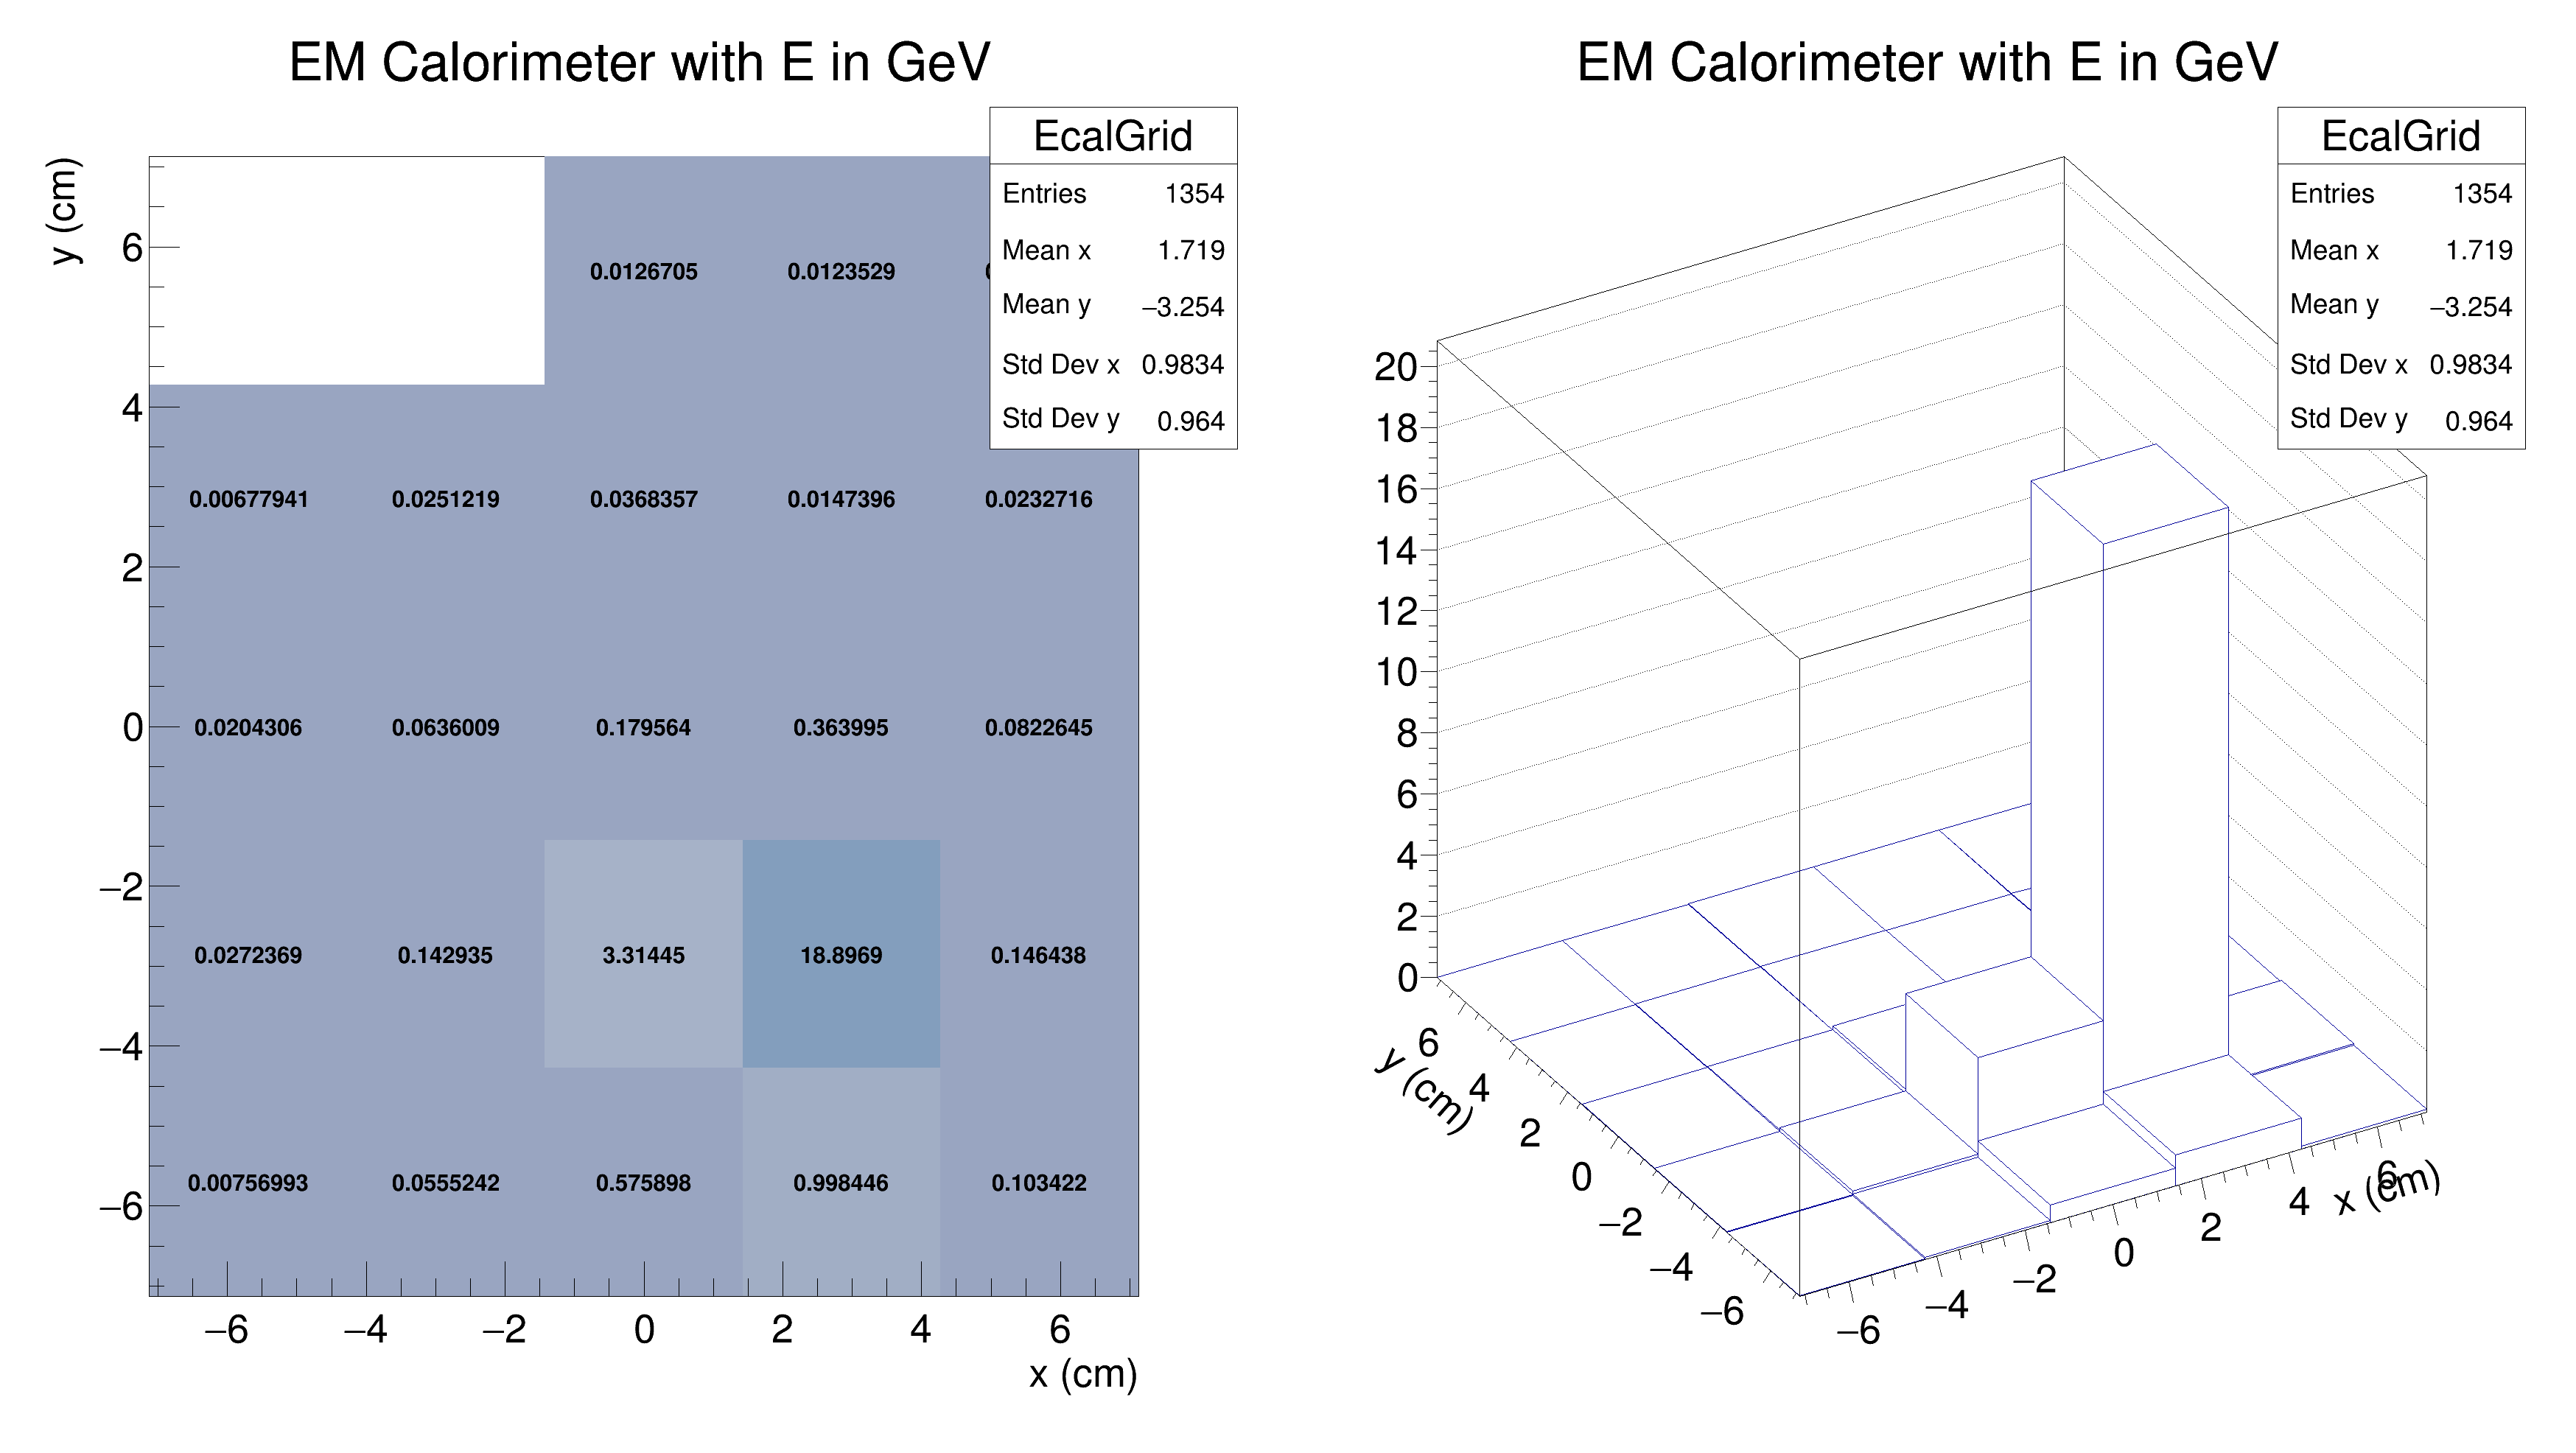 EM Calorimeter with E in GeV
EcalGrid
Entries 1354
Mean x 1.719
Mean y −3.254
Std Dev x 0.9834
Std Dev y 0.964
y (cm)
6
4
2
0
−2
−4
−6
0.0126705 0.0123529
0.00677941 0.0251219 0.0368357 0.0147396 0.0232716
0.0204306 0.0636009 0.179564 0.363995 0.0822645
0.0272369 0.142935 3.31445 18.8969 0.146438
0.00756993 0.0555242 0.575898 0.998446 0.103422
−6 −4 −2 0 2 4 6
x (cm)
EM Calorimeter with E in GeV
EcalGrid
Entries 1354
Mean x 1.719
Mean y −3.254
Std Dev x 0.9834
Std Dev y 0.964
20
18
16
14
12
10
8
6
4
2
0
y (cm)
6
4
2
0
−2
−4
−6
−6 −4 −2 0 2 4 6
x (cm)